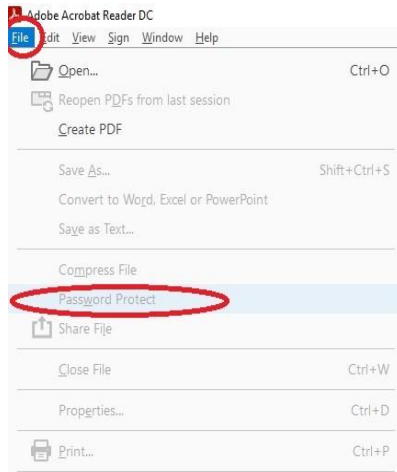 Adobe Acrobat Reader DC
File Edit View Sign Window Help
Open... Ctrl+O
Reopen PDFs from last session
Create PDF
Save As... Shift+Ctrl+S
Convert to Word, Excel or PowerPoint
Save as Text...
Compress File
Password Protect
Share File
Close File Ctrl+W
Properties... Ctrl+D
Print... Ctrl+P